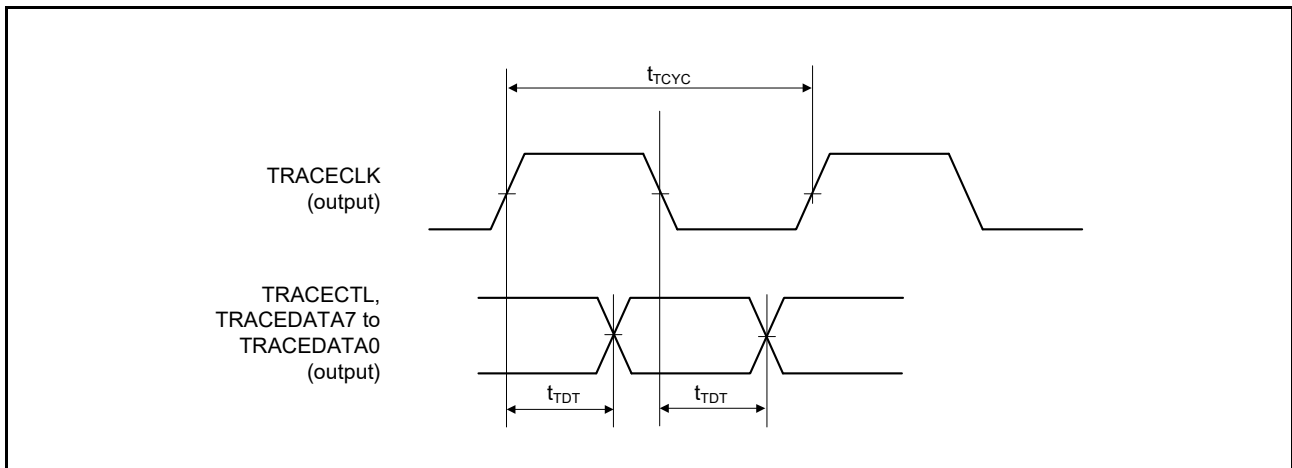 tTCYC
TRACECLK
(output)
TRACECTL,
TRACEDATA7 to
TRACEDATA0
(output)
tTDT tTDT